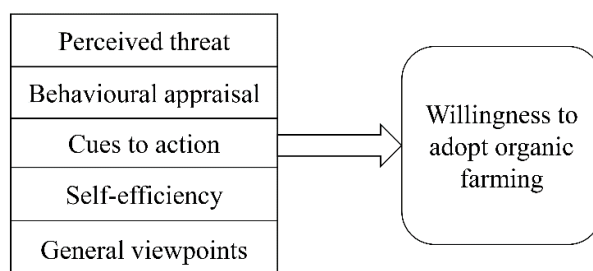 Perceived threat
Behavioural appraisal
Cues to action
Self-efficiency
General viewpoints
Willingness to
adopt organic
farming